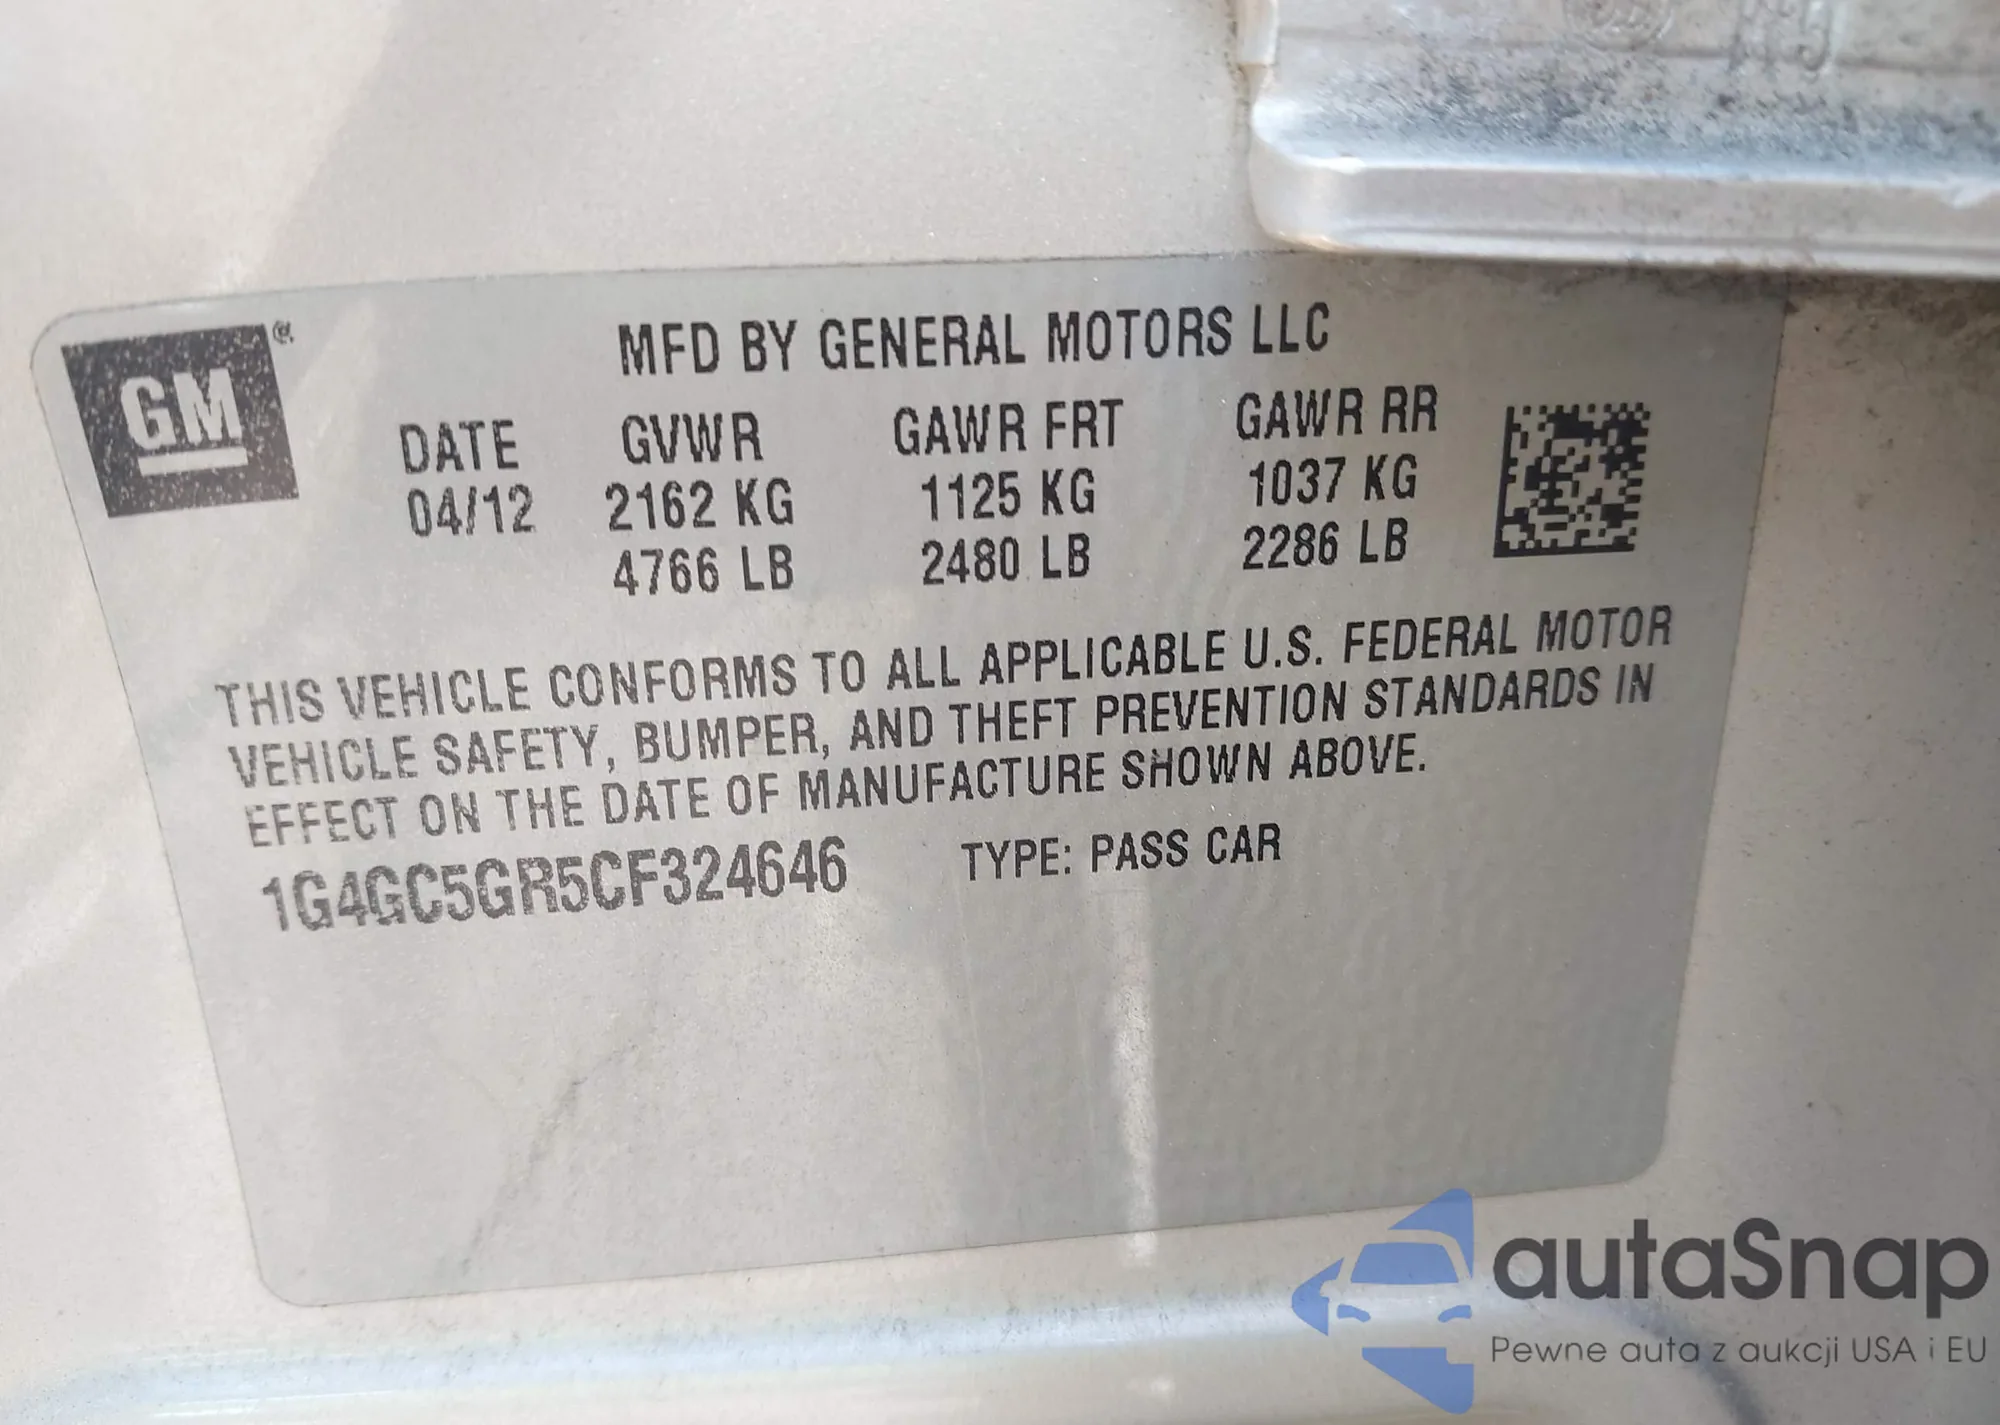 GM
MFD BY GENERAL MOTORS LLC
DATE GVWR GAWR FRT GAWR RR
04/12 2162 KG 1125 KG 1037 KG
4766 LB 2480 LB 2286 LB
THIS VEHICLE CONFORMS TO ALL APPLICABLE U.S. FEDERAL MOTOR
VEHICLE SAFETY, BUMPER, AND THEFT PREVENTION STANDARDS IN
EFFECT ON THE DATE OF MANUFACTURE SHOWN ABOVE.
1G4GC5GR5CF324646 TYPE: PASS CAR
autaSnap
Pewne auta z aukcji USA i EU